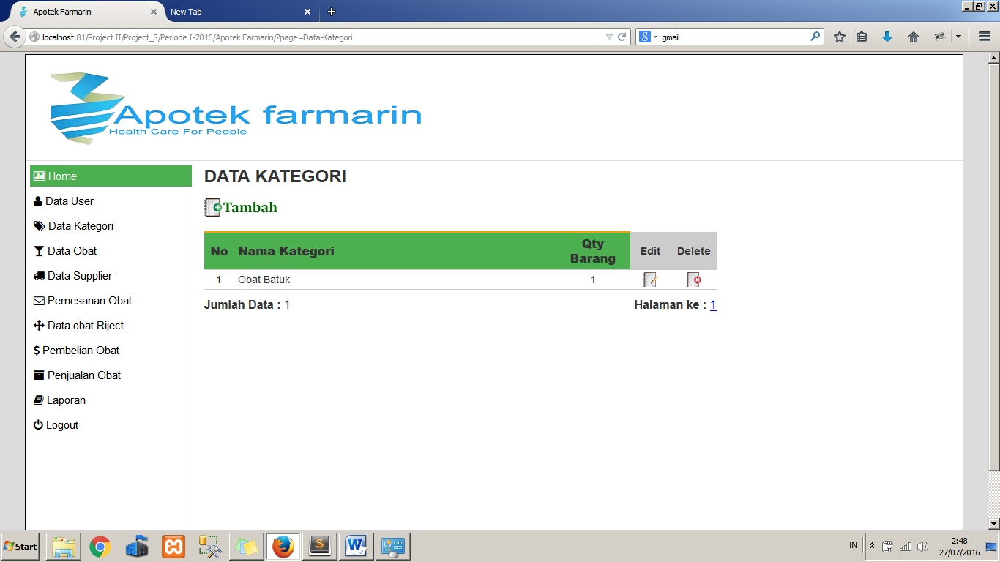 Apotek Farmarin
New Tab
localhost:81/Project II/Project_S/Periode I-2016/Apotek Farmarin/?page=Data-Kategori
gmail
Apotek farmarin
Health Care For People
Home
Data User
Data Kategori
Data Obat
Data Supplier
Pemesanan Obat
Data obat Riject
Pembelian Obat
Penjualan Obat
Laporan
Logout
DATA KATEGORI
Tambah
No Nama Kategori Qty Barang Edit Delete
1 Obat Batuk 1
Jumlah Data : 1 Halaman ke : 1
Start
IN
2:48
27/07/2016